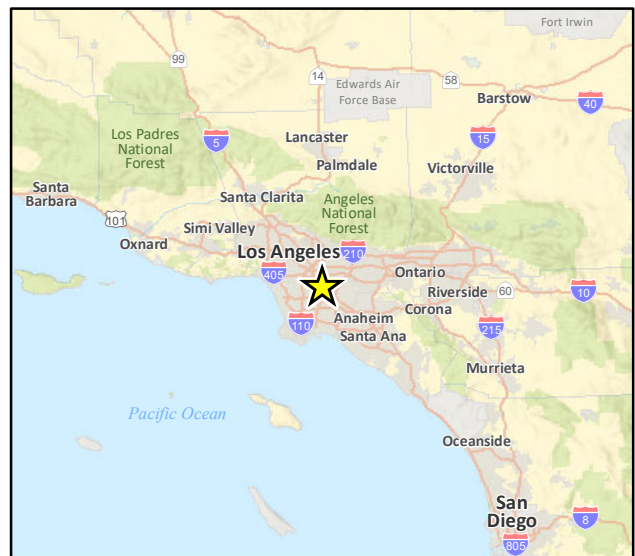 Fort Irwin
99
14
58
Edwards Air
Force Base
Barstow
40
Los Padres
National
Forest
5
Lancaster
15
Palmdale
Victorville
Santa
Barbara
Santa Clarita
Angeles
National
Forest
101
Simi Valley
Oxnard
Los Angeles
210
405
Ontario
Riverside
60
10
Corona
110
Anaheim
215
Santa Ana
Murrieta
Pacific Ocean
Oceanside
San
Diego
8
805